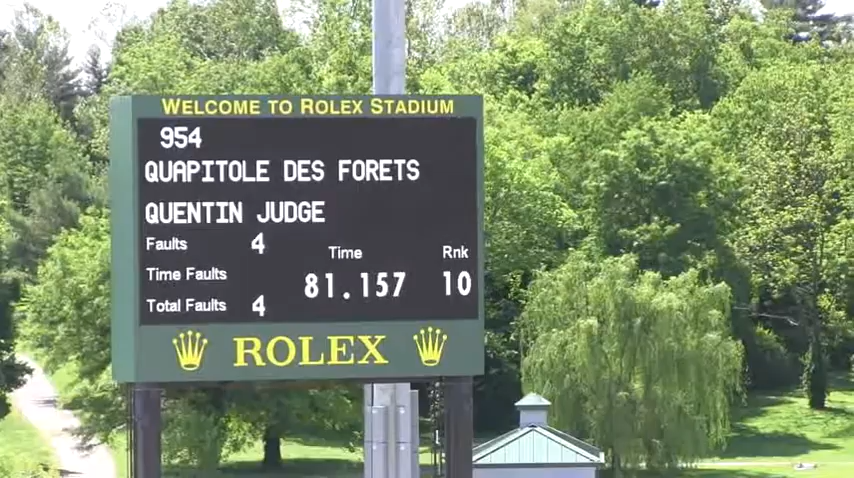 WELCOME TO ROLEX STADIUM
954
QUAPITOLE DES FORETS
QUENTIN JUDGE
Faults 4
Time Rnk
Time Faults
81.157 10
Total Faults 4
ROLEX